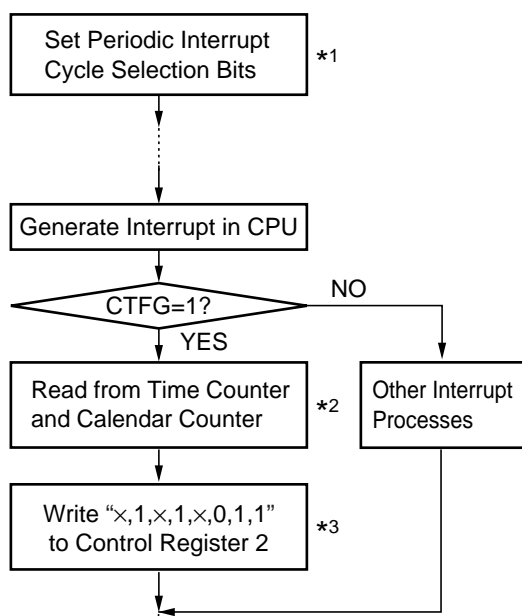 Set Periodic Interrupt
Cycle Selection Bits
*1
Generate Interrupt in CPU
CTFG=1?
NO
YES
Read from Time Counter
and Calendar Counter
*2
Other Interrupt
Processes
Write “×,1,×,1,×,0,1,1”
to Control Register 2
*3